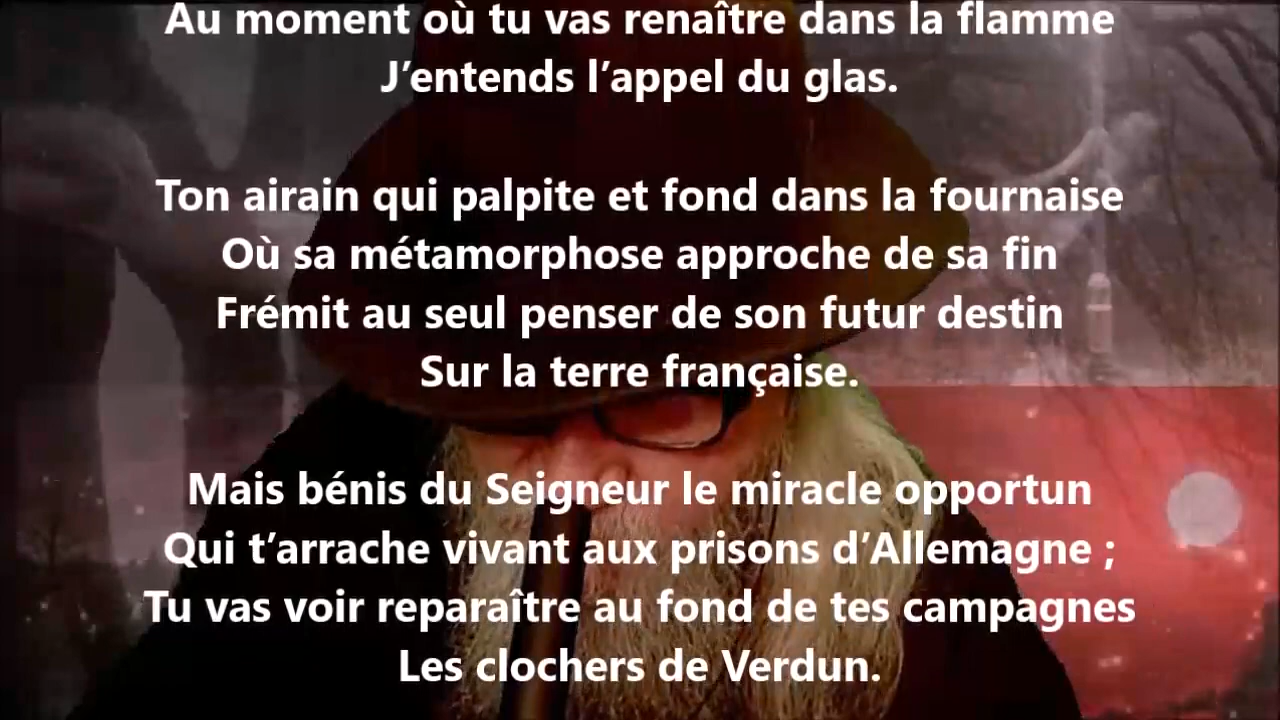 Au moment où tu vas renaître dans la flamme
J’entends l’appel du glas.
Ton airain qui palpite et fond dans la fournaise
Où sa métamorphose approche de sa fin
Frémit au seul penser de son futur destin
Sur la terre française.
Mais bénis du Seigneur le miracle opportun
Qui t’arrache vivant aux prisons d’Allemagne ;
Tu vas voir reparaître au fond de tes campagnes
Les clochers de Verdun.